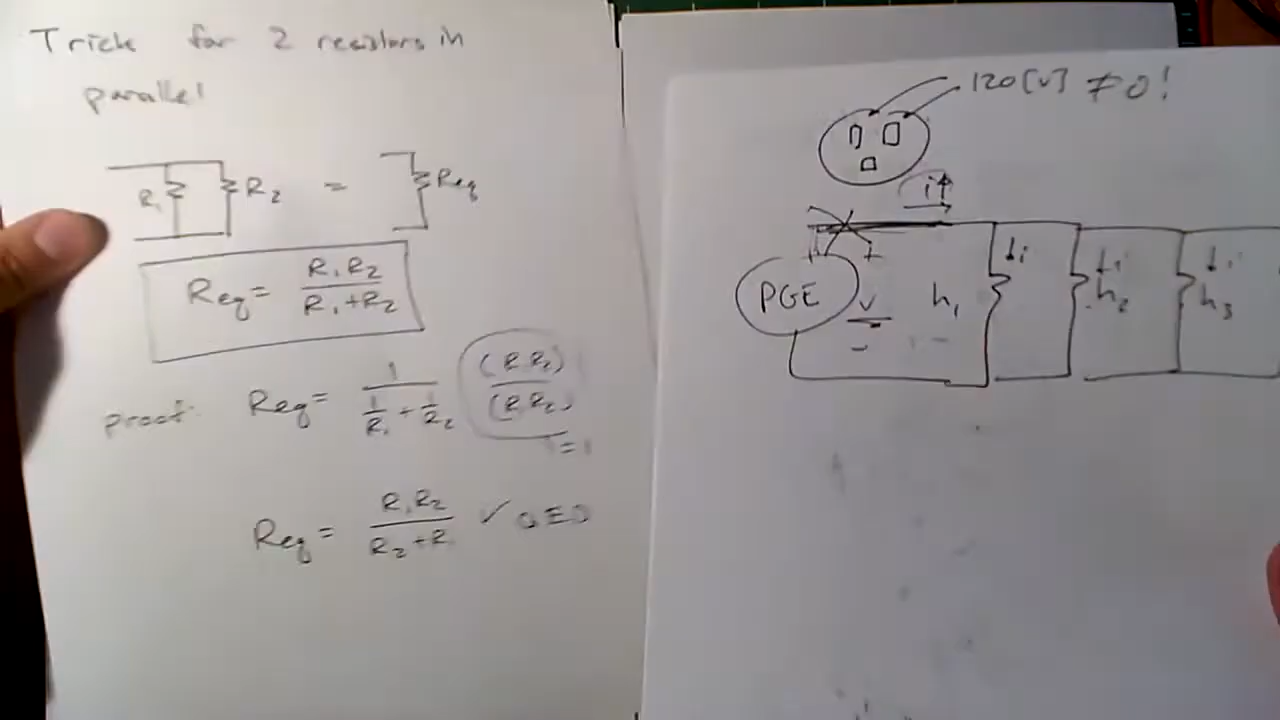 Trick for 2 resistors in
parallel
R₁ R₂ = Req
Req = R₁R₂ / R₁+R₂
proof: Req = 1 / 1/R₁ + 1/R₂ (R₁R₂) / (R₁R₂)
= 1
Req = R₁R₂ / R₂+R₁ ✓ QED
120[V] ≠ 0!
i↑
PGE + v - h₁ ↓i h₂ ↓i h₃ ↓i